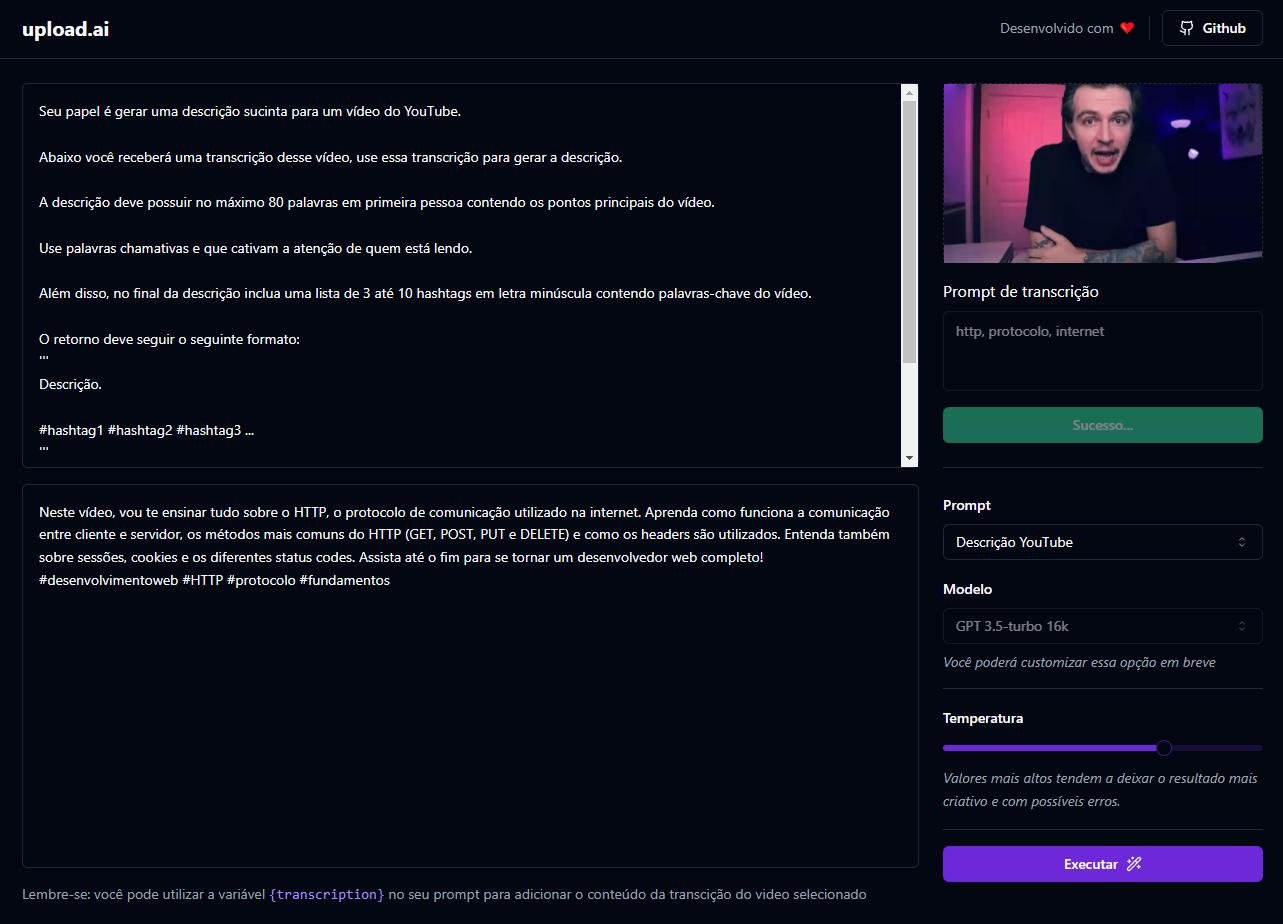 upload.ai
Desenvolvido com ❤
Github
Seu papel é gerar uma descrição sucinta para um vídeo do YouTube.
Abaixo você receberá uma transcrição desse vídeo, use essa transcrição para gerar a descrição.
A descrição deve possuir no máximo 80 palavras em primeira pessoa contendo os pontos principais do vídeo.
Use palavras chamativas e que cativam a atenção de quem está lendo.
Além disso, no final da descrição inclua uma lista de 3 até 10 hashtags em letra minúscula contendo palavras-chave do vídeo.
O retorno deve seguir o seguinte formato:
'''
Descrição.
#hashtag1 #hashtag2 #hashtag3 ...
'''
Neste vídeo, vou te ensinar tudo sobre o HTTP, o protocolo de comunicação utilizado na internet. Aprenda como funciona a comunicação
entre cliente e servidor, os métodos mais comuns do HTTP (GET, POST, PUT e DELETE) e como os headers são utilizados. Entenda também
sobre sessões, cookies e os diferentes status codes. Assista até o fim para se tornar um desenvolvedor web completo!
#desenvolvimentoweb #HTTP #protocolo #fundamentos
Lembre-se: você pode utilizar a variável {transcription} no seu prompt para adicionar o conteúdo da transcição do video selecionado
Prompt de transcrição
http, protocolo, internet
Sucesso...
Prompt
Descrição YouTube
Modelo
GPT 3.5-turbo 16k
Você poderá customizar essa opção em breve
Temperatura
Valores mais altos tendem a deixar o resultado mais
criativo e com possíveis erros.
Executar